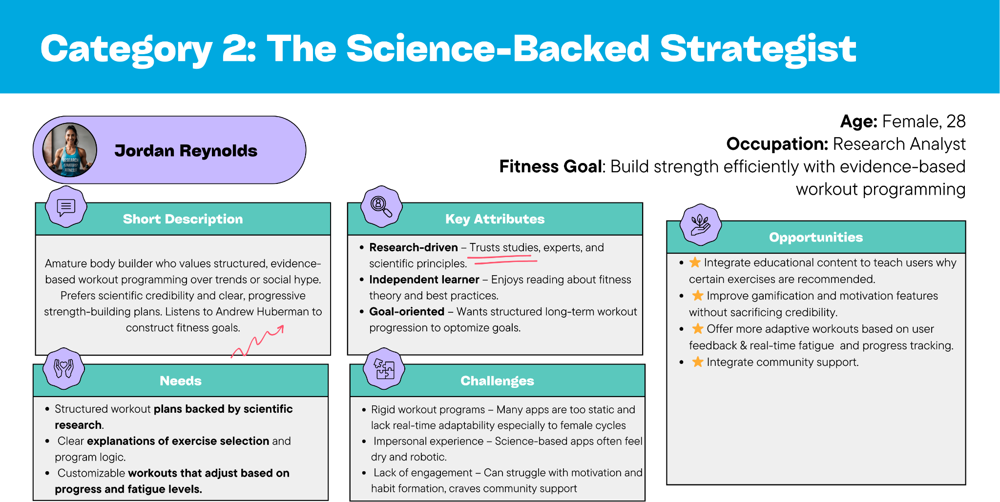 Category 2: The Science-Backed Strategist
RESEARCH
STRATEGIST
FITNESS
Jordan Reynolds
Age: Female, 28
Occupation: Research Analyst
Fitness Goal: Build strength efficiently with evidence-based
workout programming
Short Description
Amature body builder who values structured, evidence-
based workout programming over trends or social hype.
Prefers scientific credibility and clear, progressive
strength-building plans. Listens to Andrew Huberman to
construct fitness goals.
Key Attributes
• Research-driven – Trusts studies, experts, and
scientific principles.
• Independent learner – Enjoys reading about fitness
theory and best practices.
• Goal-oriented – Wants structured long-term workout
progression to optomize goals.
Opportunities
• ⭐ Integrate educational content to teach users why
certain exercises are recommended.
• ⭐ Improve gamification and motivation features
without sacrificing credibility.
• ⭐ Offer more adaptive workouts based on user
feedback & real-time fatigue and progress tracking.
• ⭐ Integrate community support.
Needs
• Structured workout plans backed by scientific
research.
• Clear explanations of exercise selection and
program logic.
• Customizable workouts that adjust based on
progress and fatigue levels.
Challenges
• Rigid workout programs – Many apps are too static and
lack real-time adaptability especially to female cycles
• Impersonal experience – Science-based apps often feel
dry and robotic.
• Lack of engagement – Can struggle with motivation and
habit formation, craves community support